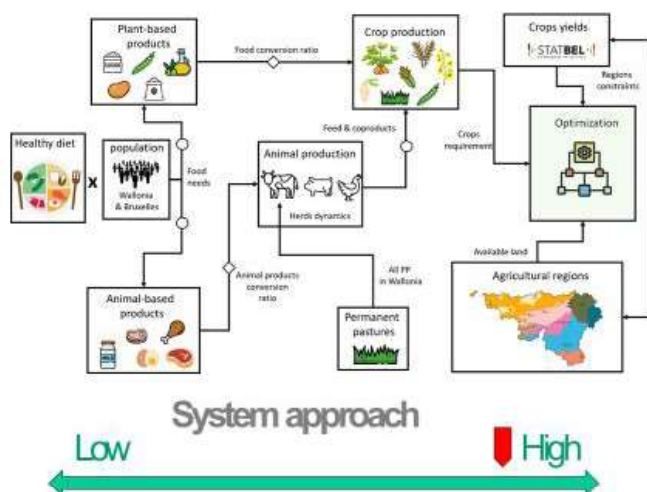 Plant-based
products
Food conversion ratio
Crop production
Crops yields
STATBEL
Regions
constraints
Healthy diet
X
population
Wallonia
& Bruxelles
Food
needs
Animal production
Herds dynamics
Feed & coproducts
Crops
requirement
Optimization
Animal-based
products
MILK
Animal products
conversion
ratio
All PP
in Wallonia
Permanent
pastures
Available land
Agricultural regions
System approach
Low
High